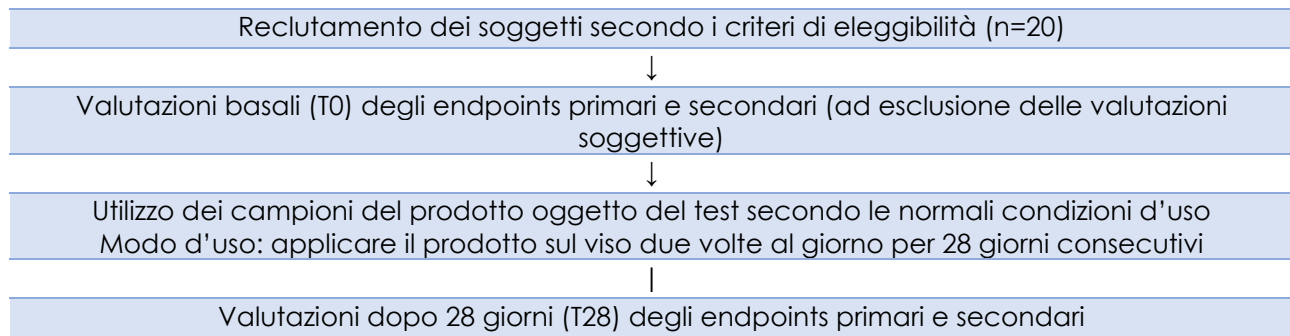 Reclutamento dei soggetti secondo i criteri di eleggibilità (n=20)
↓
Valutazioni basali (T0) degli endpoints primari e secondari (ad esclusione delle valutazioni
soggettive)
↓
Utilizzo dei campioni del prodotto oggetto del test secondo le normali condizioni d’uso
Modo d’uso: applicare il prodotto sul viso due volte al giorno per 28 giorni consecutivi
|
Valutazioni dopo 28 giorni (T28) degli endpoints primari e secondari